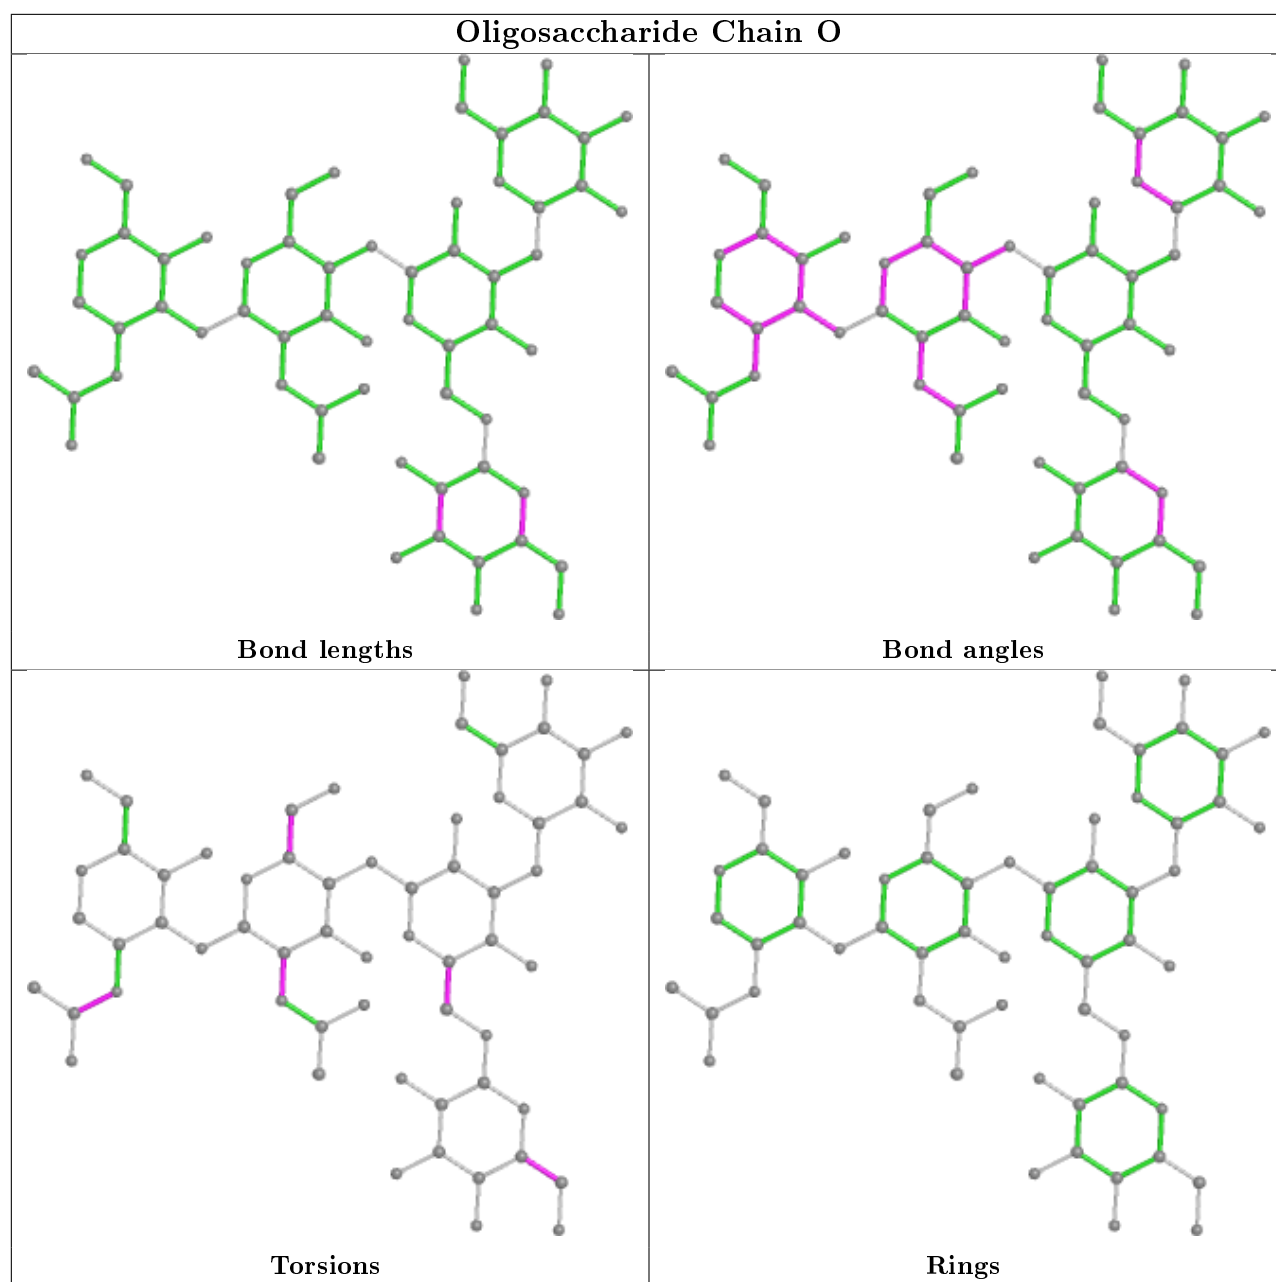 Oligosaccharide Chain O
Bond lengths
Bond angles
Torsions
Rings